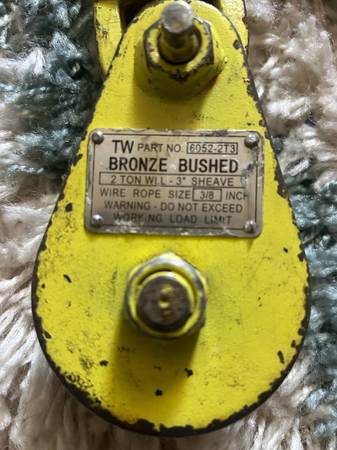 TW PART NO. 6052-2T3
BRONZE BUSHED
2 TON WLL - 3" SHEAVE
WIRE ROPE SIZE 3/8 INCH
WARNING - DO NOT EXCEED
WORKING LOAD LIMIT